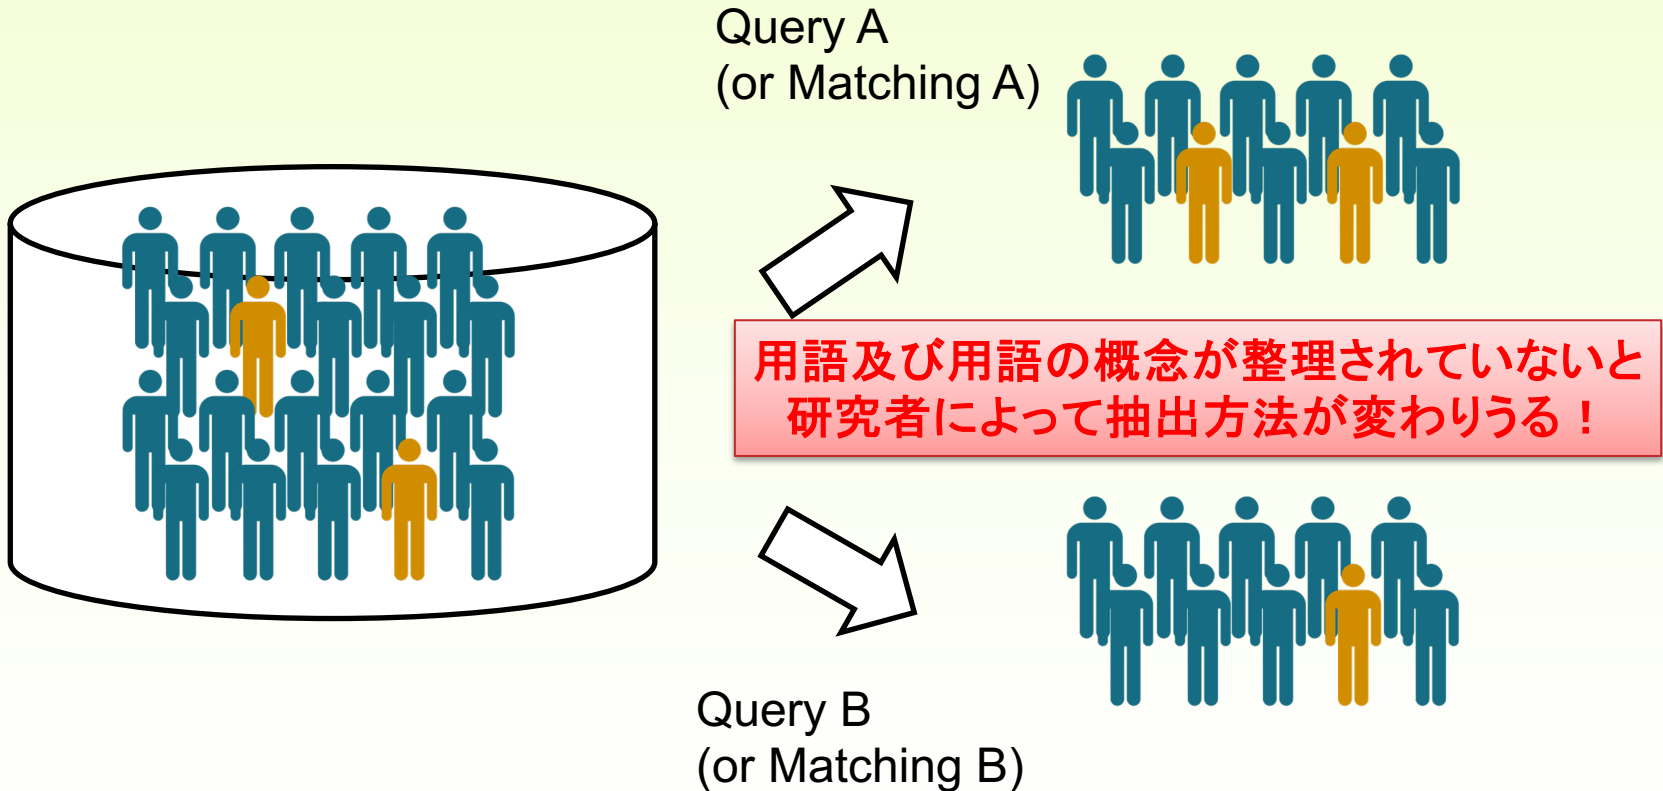 Query A
(or Matching A)
用語及び用語の概念が整理されていないと
研究者によって抽出方法が変わりうる！
Query B
(or Matching B)